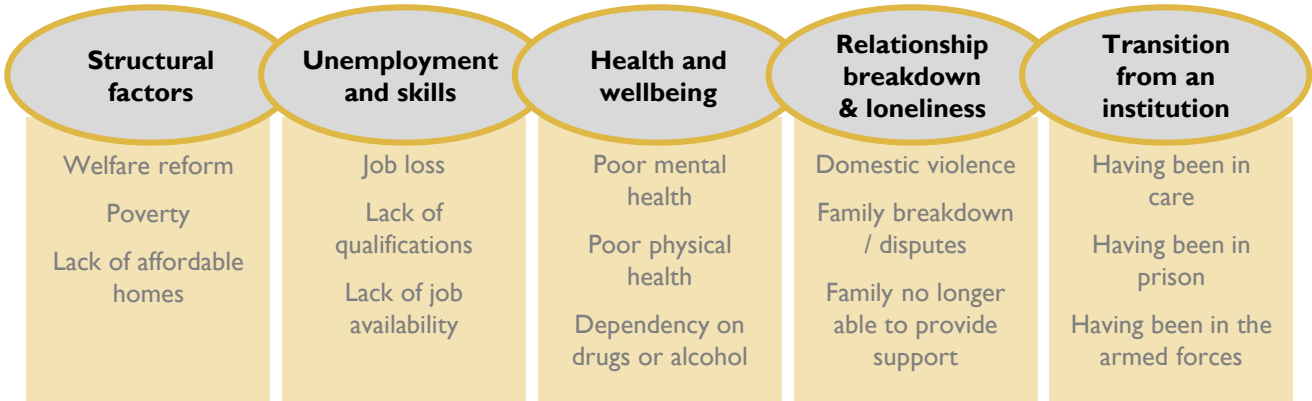 Structural
factors
Welfare reform
Poverty
Lack of affordable
homes
Unemployment
and skills
Job loss
Lack of
qualifications
Lack of job
availability
Health and
wellbeing
Poor mental
health
Poor physical
health
Dependency on
drugs or alcohol
Relationship
breakdown
& loneliness
Domestic violence
Family breakdown
/ disputes
Family no longer
able to provide
support
Transition
from an
institution
Having been in
care
Having been in
prison
Having been in the
armed forces